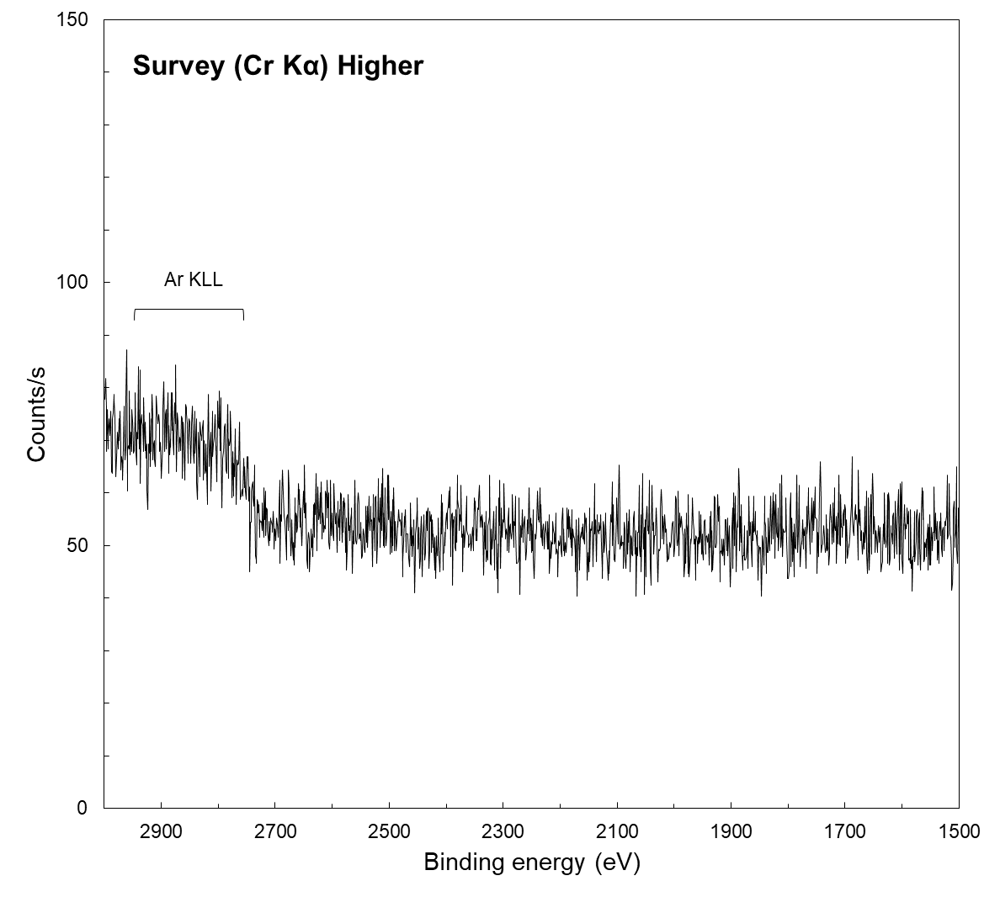 150
Survey (Cr Kα) Higher
100
Ar KLL
Counts/s
50
0
2900 2700 2500 2300 2100 1900 1700 1500
Binding energy (eV)